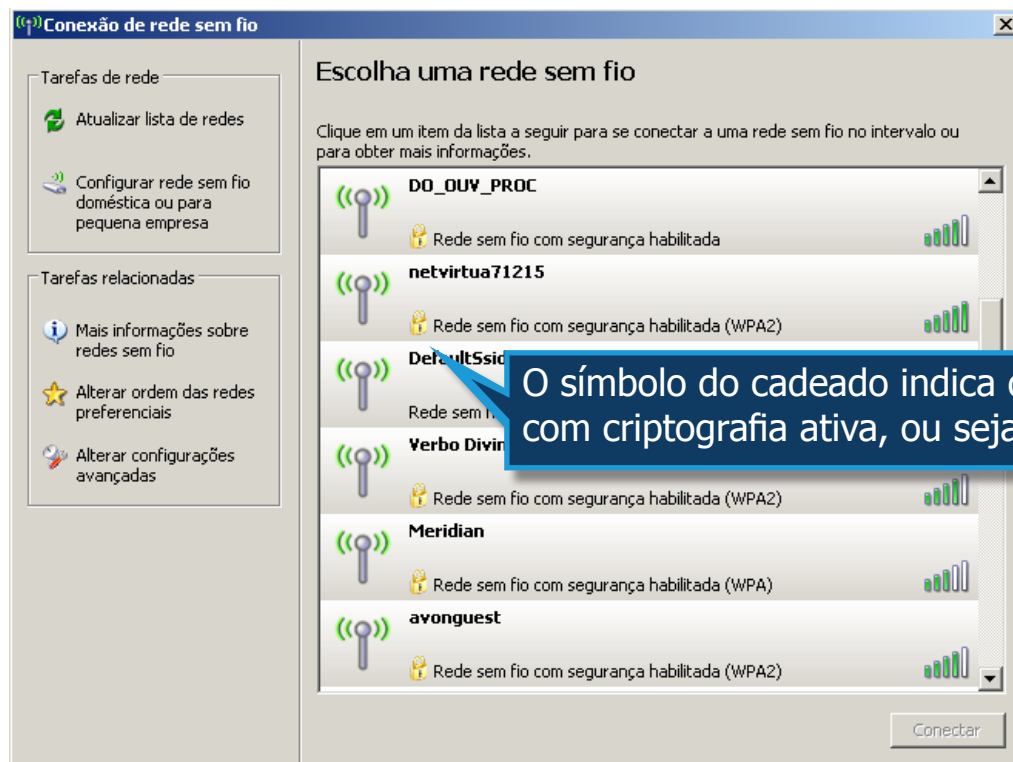 Conexão de rede sem fio
Tarefas de rede
Atualizar lista de redes
Configurar rede sem fio
doméstica ou para
pequena empresa
Tarefas relacionadas
Mais informações sobre
redes sem fio
Alterar ordem das redes
preferenciais
Alterar configurações
avançadas
Escolha uma rede sem fio
Clique em um item da lista a seguir para se conectar a uma rede sem fio no intervalo ou
para obter mais informações.
DO_OUV_PROC
Rede sem fio com segurança habilitada
netvirtua71215
Rede sem fio com segurança habilitada (WPA2)
DefaultSsid
Rede sem
O símbolo do cadeado indica
com criptografia ativa, ou seja
Verbo Divin
Rede sem fio com segurança habilitada (WPA2)
Meridian
Rede sem fio com segurança habilitada (WPA)
avonguest
Rede sem fio com segurança habilitada (WPA2)
Conectar